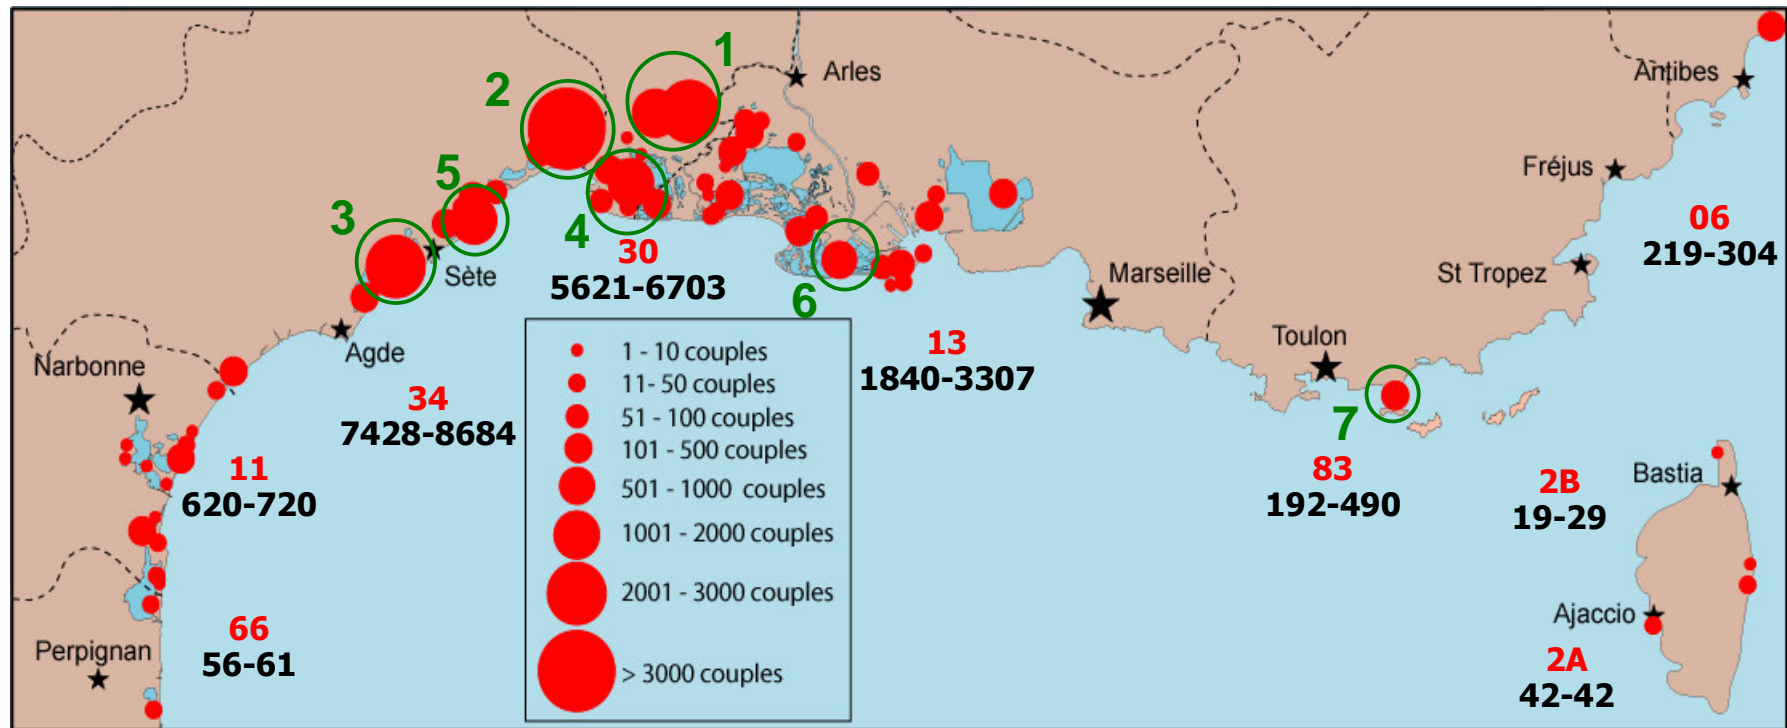 1
2
Arles
Antibes
5
Fréjus
3
4
06
219-304
Sète
30
5621-6703
6
Marseille
St Tropez
Toulon
Agde
Narbonne
13
1840-3307
34
7428-8684
7
11
620-720
83
192-490
2B
19-29
Bastia
1 - 10 couples
11- 50 couples
51 - 100 couples
101 - 500 couples
501 - 1000 couples
1001 - 2000 couples
2001 - 3000 couples
> 3000 couples
66
56-61
Perpignan
Ajaccio
2A
42-42